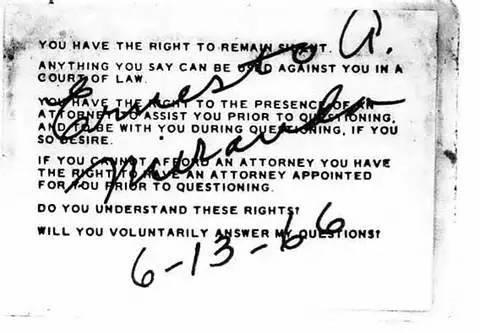 YOU HAVE THE RIGHT TO REMAIN SILENT.
ANYTHING YOU SAY CAN BE USED AGAINST YOU IN A
COURT OF LAW.
YOU HAVE THE RIGHT TO THE PRESENCE OF AN
ATTORNEY TO ASSIST YOU PRIOR TO QUESTIONING,
AND TO BE WITH YOU DURING QUESTIONING, IF YOU
SO DESIRE.
IF YOU CANNOT AFFORD AN ATTORNEY YOU HAVE
THE RIGHT TO HAVE AN ATTORNEY APPOINTED
FOR YOU PRIOR TO QUESTIONING.
DO YOU UNDERSTAND THESE RIGHTS?
WILL YOU VOLUNTARILY ANSWER MY QUESTIONS?
Ernesto A.
Miranda
6-13-66